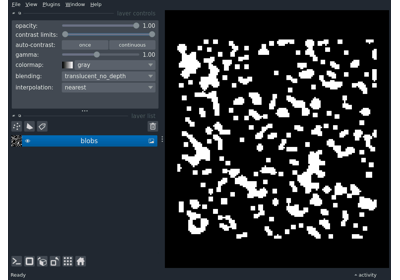 File View Plugins Window Help
layer controls
opacity: 1.00
contrast limits:
auto-contrast: once continuous
gamma: 1.00
colormap: gray
blending: translucent_no_depth
interpolation: nearest
layer list
blobs
Ready activity